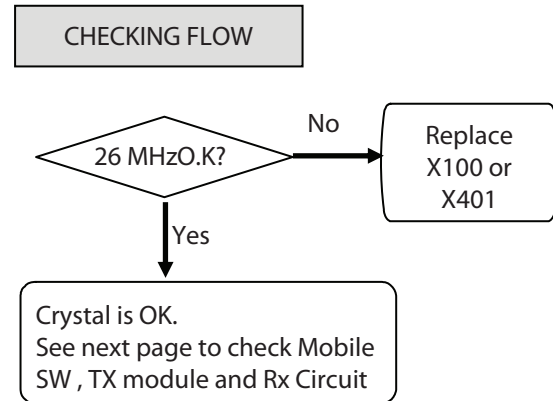 CHECKING FLOW
26 MHzO.K?
No
Replace
X100 or
X401
Yes
Crystal is OK.
See next page to check Mobile
SW , TX module and Rx Circuit